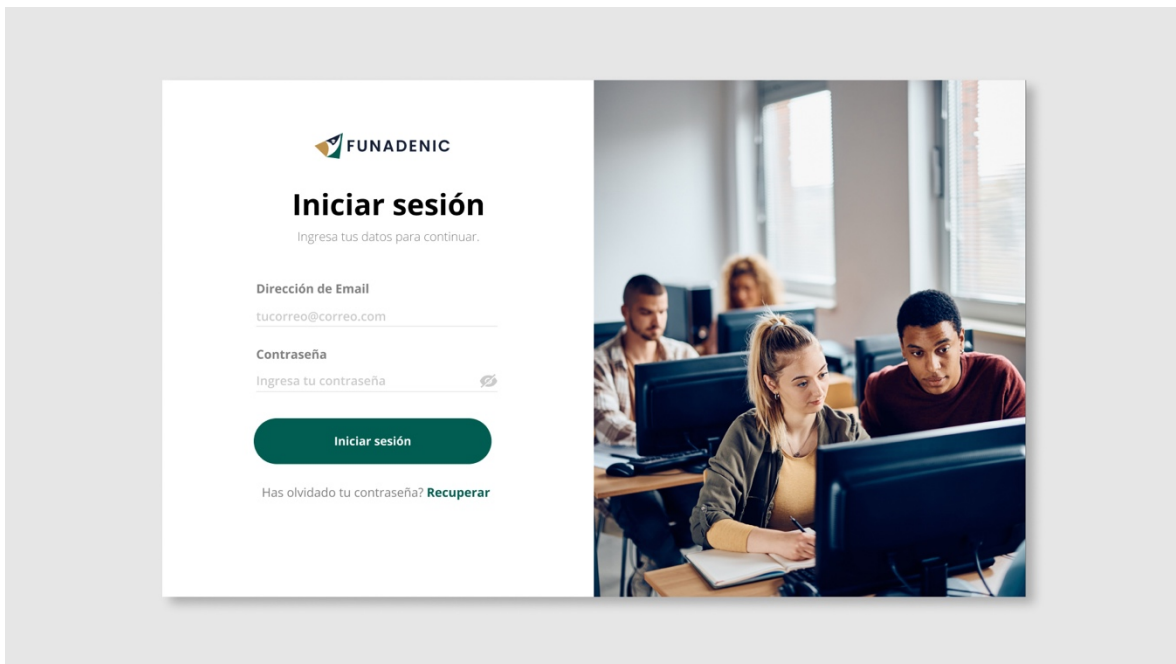 FUNADENIC
Iniciar sesión
Ingresa tus datos para continuar.
Dirección de Email
tucorreo@correo.com
Contraseña
Ingresa tu contraseña
Iniciar sesión
Has olvidado tu contraseña? Recuperar